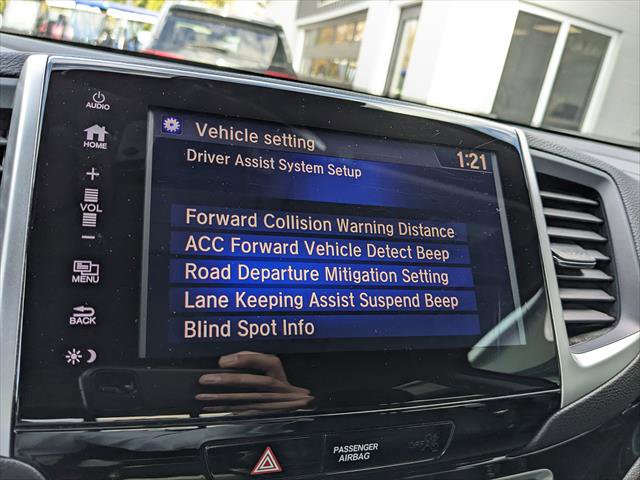 AUDIO
HOME
+
VOL
−
MENU
BACK
Vehicle setting
1:21
Driver Assist System Setup
Forward Collision Warning Distance
ACC Forward Vehicle Detect Beep
Road Departure Mitigation Setting
Lane Keeping Assist Suspend Beep
Blind Spot Info
PASSENGER
AIRBAG
OFF